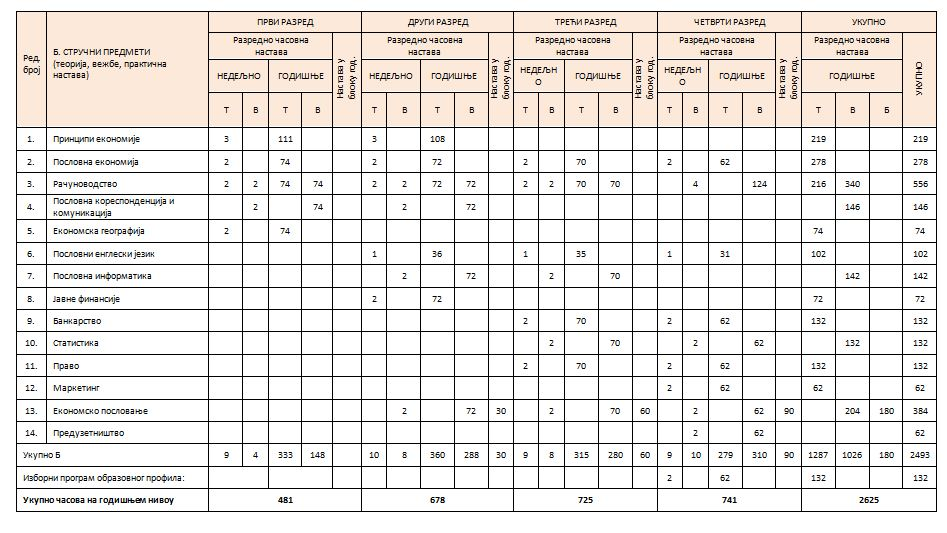 ПРВИ РАЗРЕД ДРУГИ РАЗРЕД ТРЕЋИ РАЗРЕД ЧЕТВРТИ РАЗРЕД УКУПНО
Ред. број
Б. СТРУЧНИ ПРЕДМЕТИ
(теорија, вежбе, практична
настава)
Разредно часовна настава Настава у блоку год. Разредно часовна настава Настава у блоку год. Разредно часовна настава Настава у блоку год. Разредно часовна настава Настава у блоку год. Разредно часовна настава УКУПНО
НЕДЕЉНО ГОДИШЊЕ НЕДЕЉНО ГОДИШЊЕ НЕДЕЉНО ГОДИШЊЕ НЕДЕЉНО ГОДИШЊЕ ГОДИШЊЕ
Т В Т В Т В Т В Т В Т В Т В Т В Т В Б
1. Принципи економије 3 111 3 108 219 219
2. Пословна економија 2 74 2 72 2 70 2 62 278 278
3. Рачуноводство 2 2 74 74 2 2 72 72 2 2 70 70 4 124 216 340 556
4. Пословна кореспонденција и
комуникација 2 74 2 72 146 146
5. Економска географија 2 74 74 74
6. Пословни енглески језик 1 36 1 35 1 31 102 102
7. Пословна информатика 2 72 2 70 142 142
8. Јавне финансије 2 72 72 72
9. Банкарство 2 70 2 62 132 132
10. Статистика 2 70 2 62 132 132
11. Право 2 70 2 62 132 132
12. Маркетинг 2 62 62 62
13. Економско пословање 2 72 30 2 70 60 2 62 90 204 180 384
14. Предузетништво 2 62 62
Укупно Б 9 4 333 148 10 8 360 288 30 9 8 315 280 60 9 10 279 310 90 1287 1026 180 2493
Изборни програм образовног профила: 2 62 132 132
Укупно часова на годишњем нивоу 481 678 725 741 2625